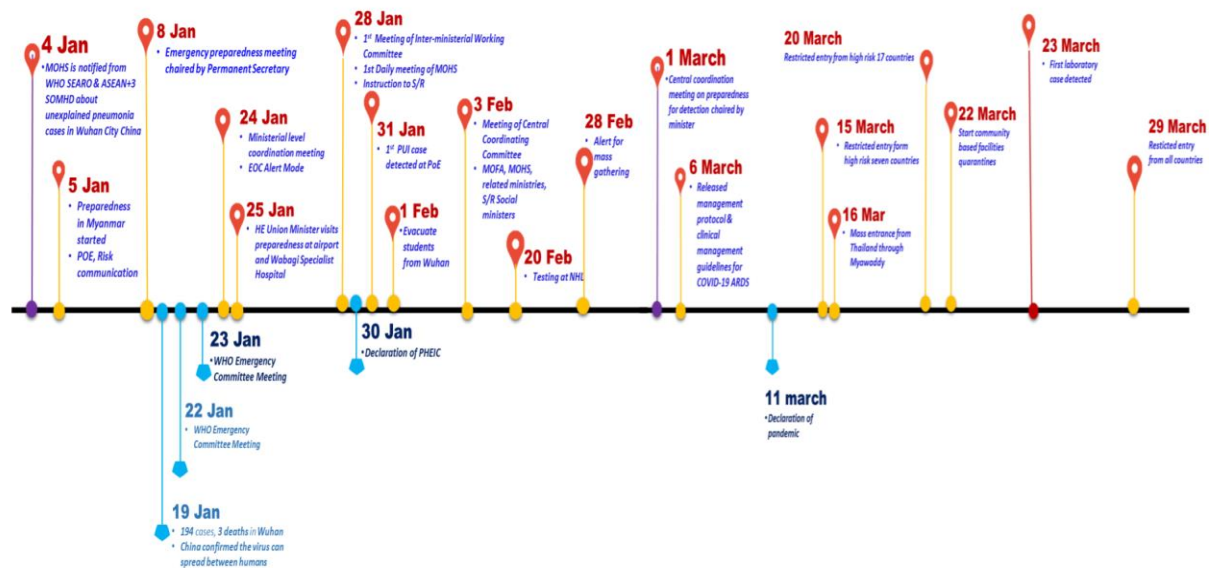 4 Jan
•MOHS is notified from
WHO SEARO & ASEAN+3
SOMHD about
unexplained pneumonia
cases in Wuhan City China
5 Jan
• Preparedness
in Myanmar
started
• POE, Risk
communication
8 Jan
• Emergency preparedness meeting
chaired by Permanent Secretary
19 Jan
• 194 cases, 3 deaths in Wuhan
• China confirmed the virus can
spread between humans
22 Jan
• WHO Emergency
Committee Meeting
23 Jan
•WHO Emergency
Committee Meeting
24 Jan
• Ministerial level
coordination meeting
• EOC Alert Mode
25 Jan
• HE Union Minister visits
preparedness at airport
and Wabagi Specialist
Hospital
28 Jan
• 1st Meeting of Inter-ministerial Working
Committee
• 1st Daily meeting of MOHS
• Instruction to S/R
30 Jan
•Declaration of PHEIC
31 Jan
• 1st PUI case
detected at PoE
1 Feb
•Evacuate
students
from Wuhan
3 Feb
• Meeting of Central
Coordinating
Committee
• MOFA, MOHS,
related ministries,
S/R Social
ministers
20 Feb
• Testing at NHL
28 Feb
• Alert for
mass
gathering
1 March
•Central coordination
meeting on preparedness
for detection chaired by
minister
6 March
• Released
management
protocol &
clinical
management
guidelines for
COVID-19 ARDS
11 march
•Declaration of
pandemic
15 March
• Restricted entry form
high risk seven countries
16 Mar
• Mass entrance from
Thailand through
Myawaddy
20 March
Restricted entry from high risk 17 countries
22 March
Start community
based facilities
quarantines
23 March
• First laboratory
case detected
29 March
Resticted entry
from all countries